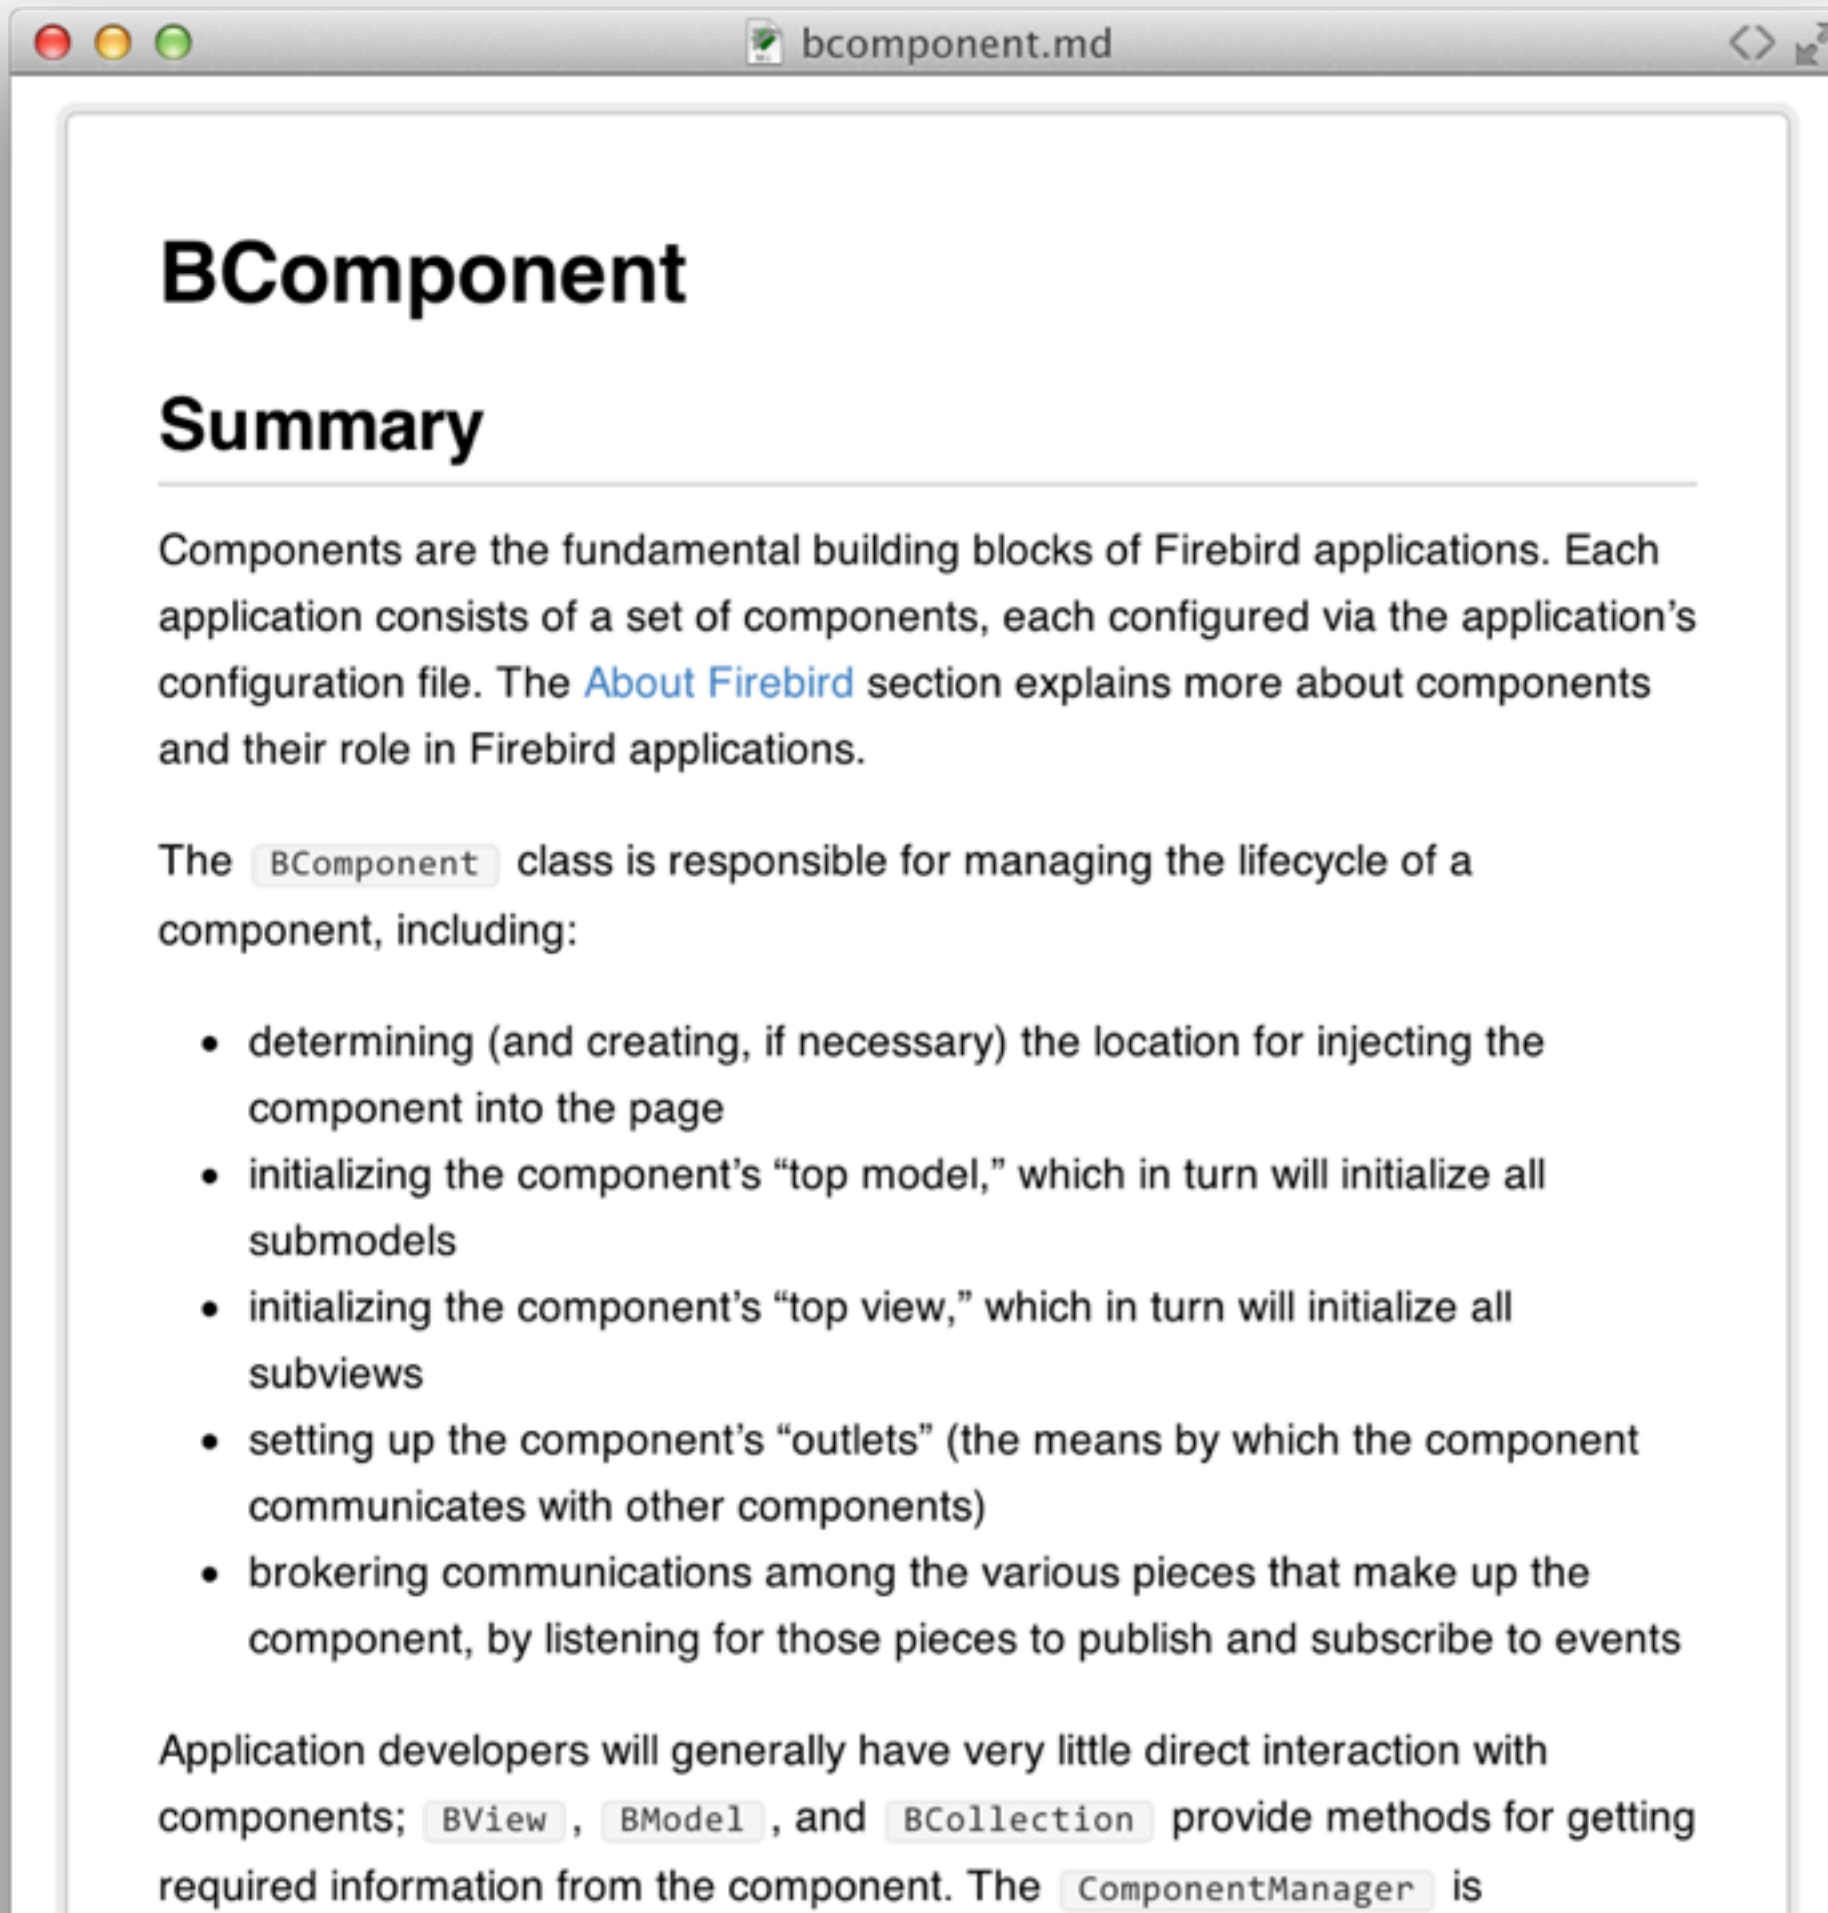 bcomponent.md
BComponent
Summary
Components are the fundamental building blocks of Firebird applications. Each
application consists of a set of components, each configured via the application’s
configuration file. The About Firebird section explains more about components
and their role in Firebird applications.
The BComponent class is responsible for managing the lifecycle of a
component, including:
• determining (and creating, if necessary) the location for injecting the
component into the page
• initializing the component’s “top model,” which in turn will initialize all
submodels
• initializing the component’s “top view,” which in turn will initialize all
subviews
• setting up the component’s “outlets” (the means by which the component
communicates with other components)
• brokering communications among the various pieces that make up the
component, by listening for those pieces to publish and subscribe to events
Application developers will generally have very little direct interaction with
components; BView, BModel, and BCollection provide methods for getting
required information from the component. The ComponentManager is